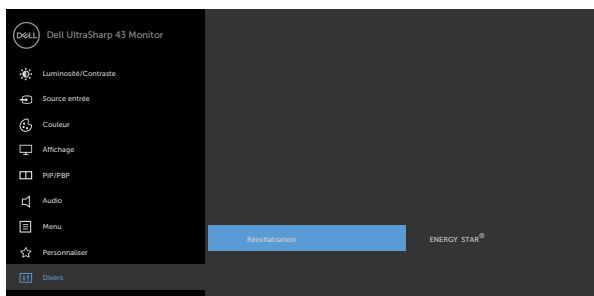 DELL
Dell UltraSharp 43 Monitor
Luminosité/Contraste
Source entrée
Couleur
Affichage
PIP/PBP
Audio
Menu
Réinitialisation ENERGY STAR®
Personnaliser
Divers